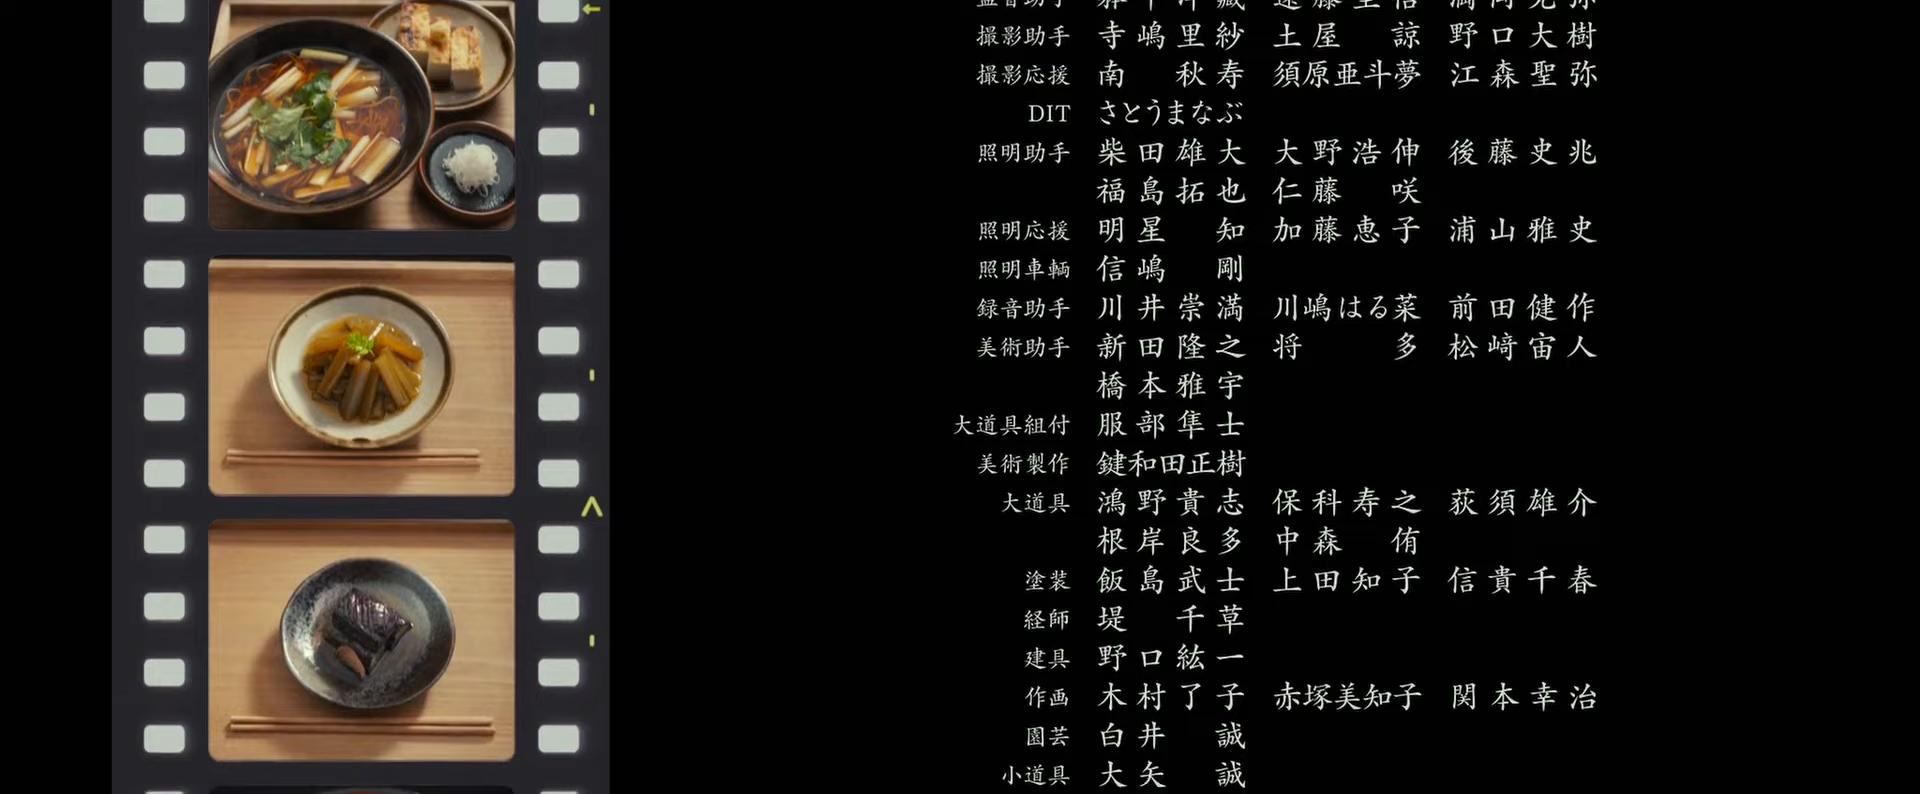 撮影助手 寺嶋里紗 土屋 諒 野口大樹
撮影応援 南 秋寿 須原亜斗夢 江森聖弥
DIT さとうまなぶ
照明助手 柴田雄大 大野浩伸 後藤史兆
福島拓也 仁藤 咲
照明応援 明星 知 加藤恵子 浦山雅史
照明車輌 信嶋 剛
録音助手 川井崇満 川嶋はる菜 前田健作
美術助手 新田隆之 将 多 松﨑宙人
橋本雅宇
大道具組付 服部隼士
美術製作 鍵和田正樹
大道具 鴻野貴志 保科寿之 荻須雄介
根岸良多 中森 侑
塗装 飯島武士 上田知子 信貴千春
経師 堤 千草
建具 野口紘一
作画 木村了子 赤塚美知子 関本幸治
園芸 白井 誠
小道具 大矢 誠